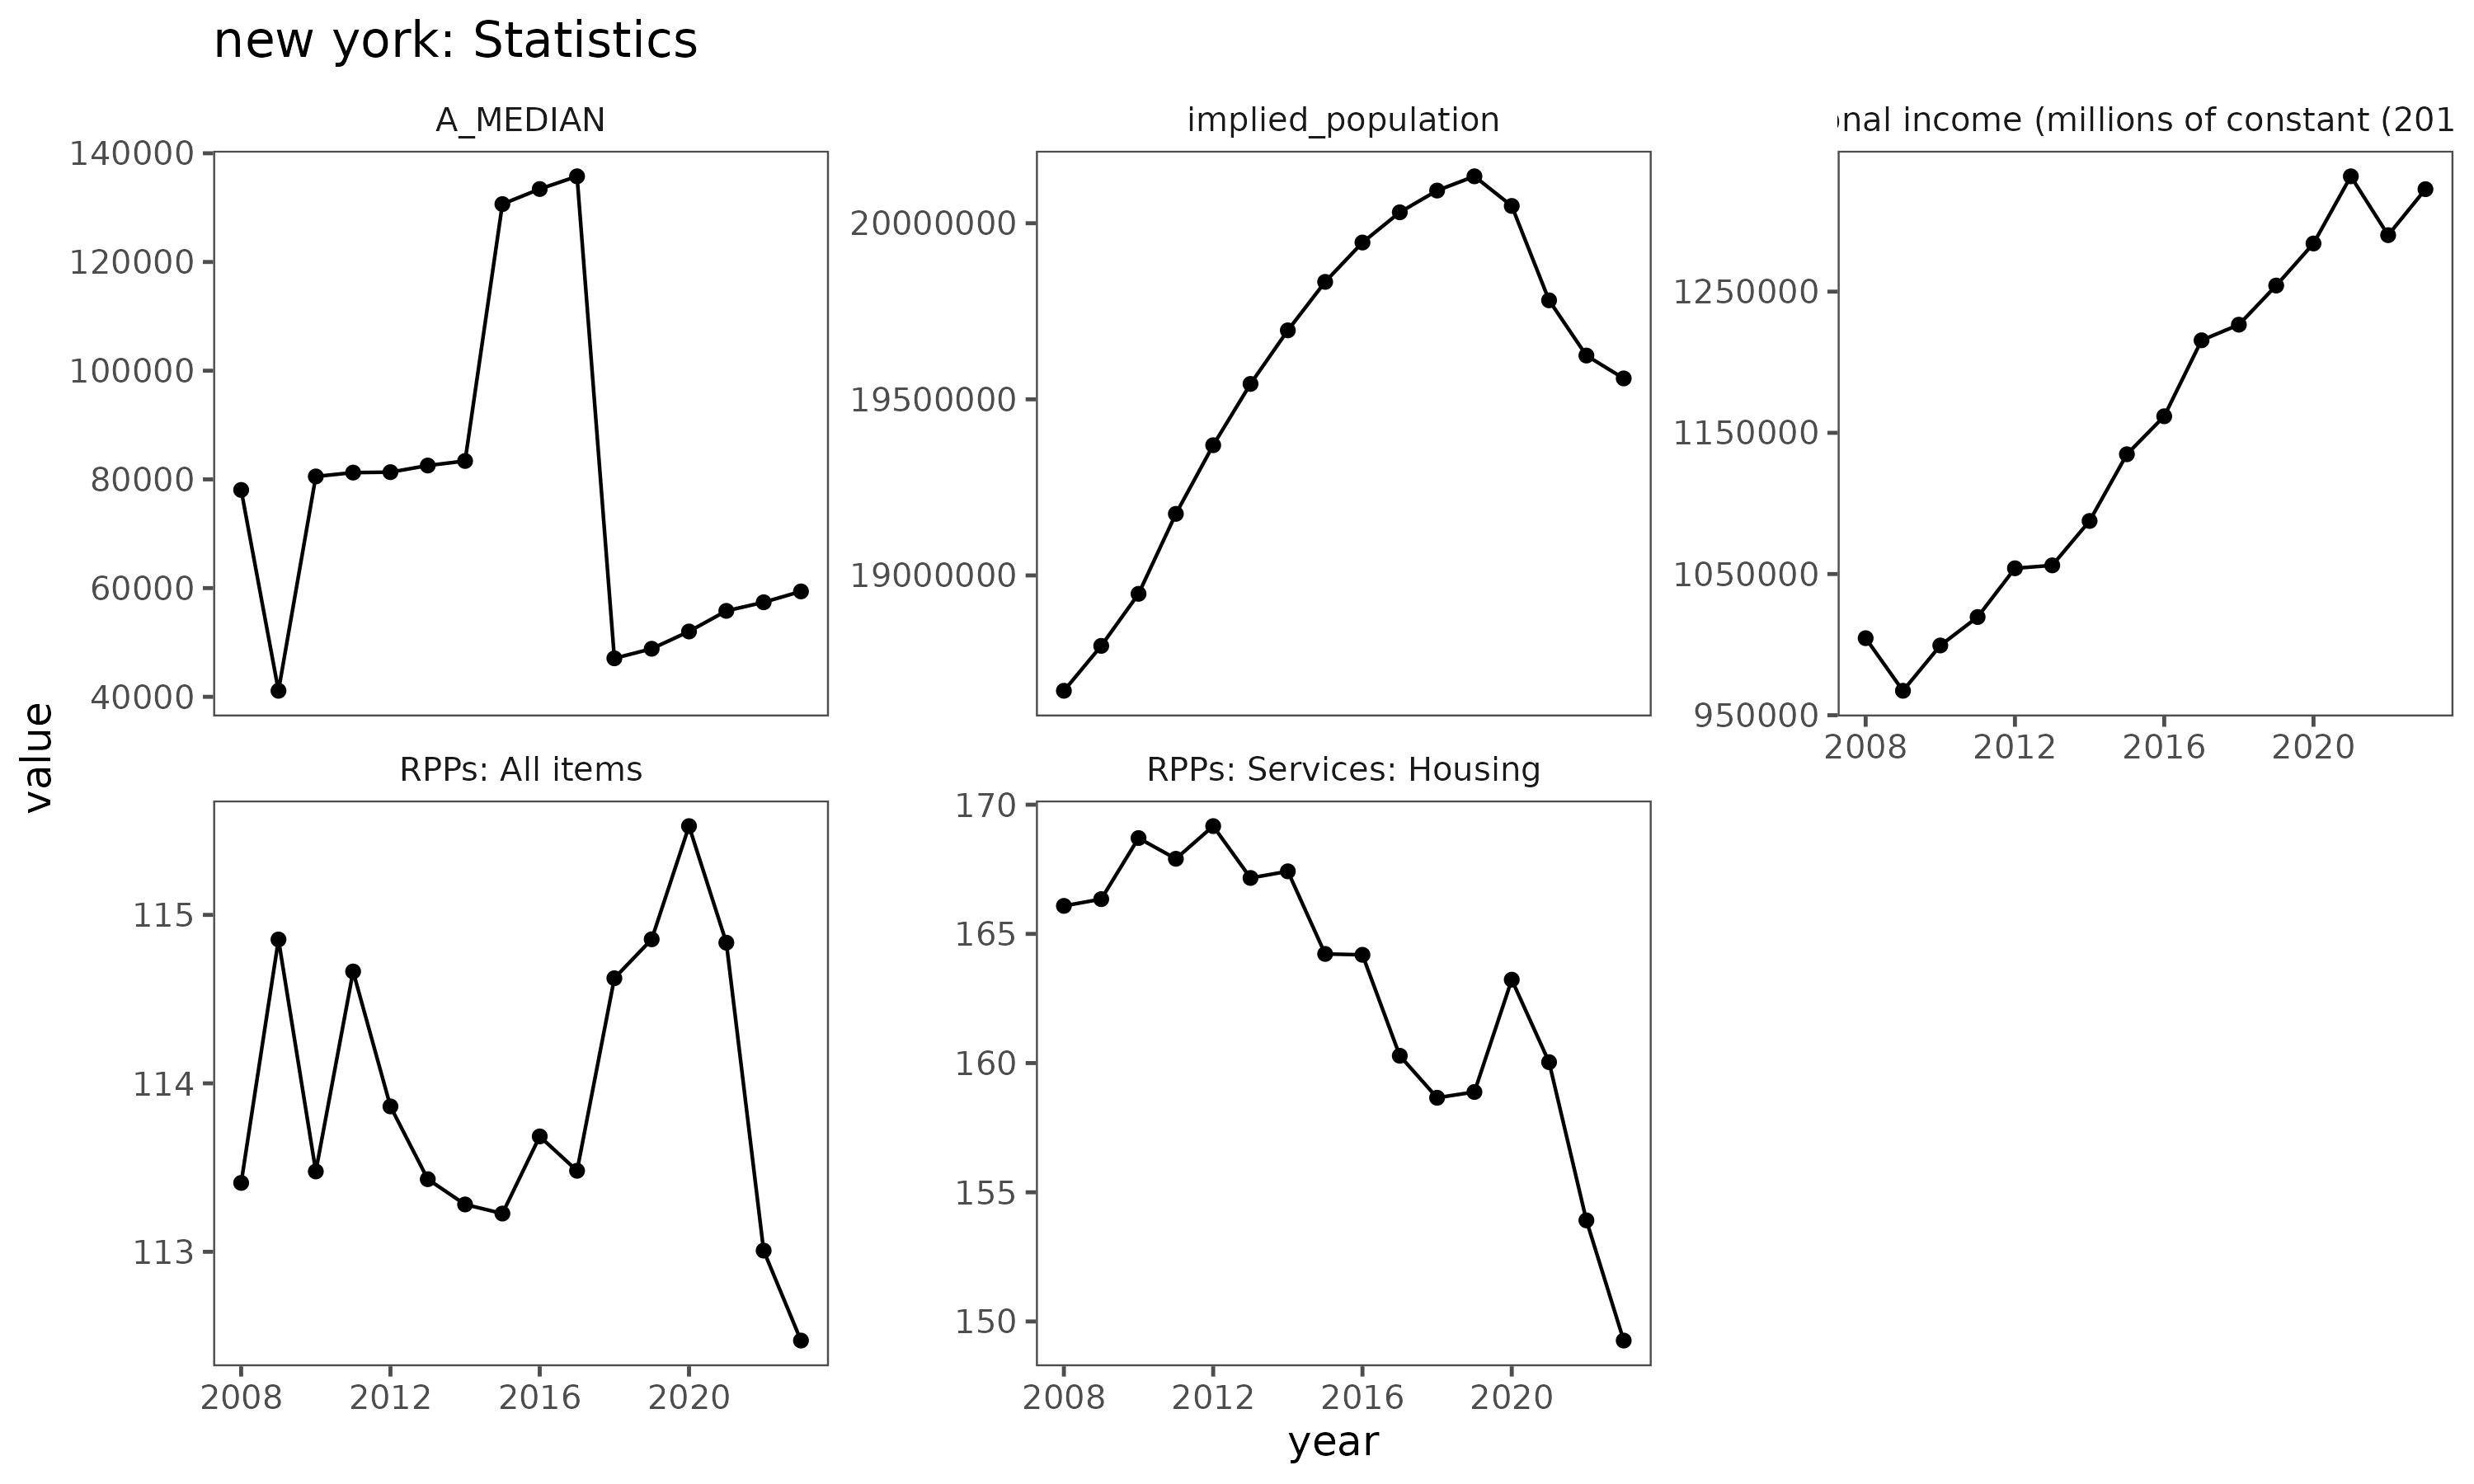 new york: Statistics
A_MEDIAN
implied_population
nal income (millions of constant (201
140000
120000
100000
80000
60000
40000
20000000
19500000
19000000
1250000
1150000
1050000
950000
2008 2012 2016 2020
value
RPPs: All items
RPPs: Services: Housing
115
114
113
170
165
160
155
150
2008 2012 2016 2020
2008 2012 2016 2020
year